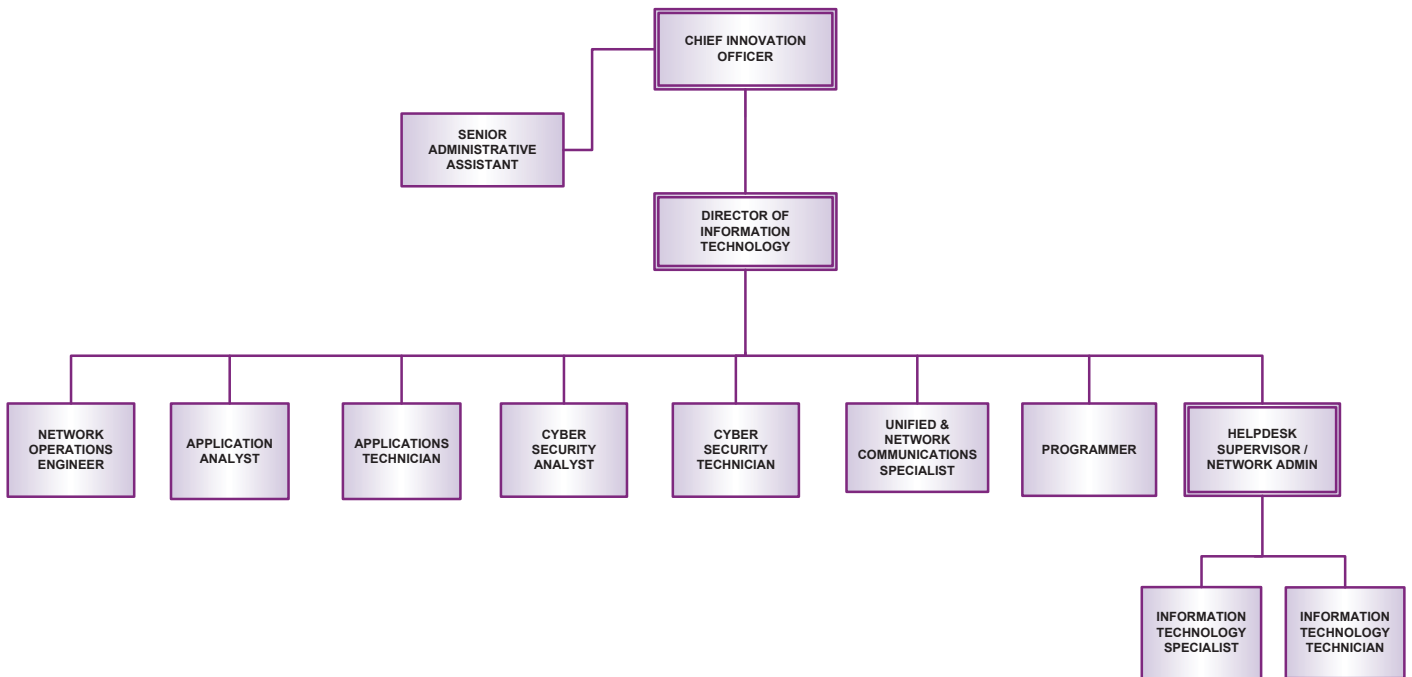 CHIEF INNOVATION
OFFICER
SENIOR
ADMINISTRATIVE
ASSISTANT
DIRECTOR OF
INFORMATION
TECHNOLOGY
NETWORK
OPERATIONS
ENGINEER
APPLICATION
ANALYST
APPLICATIONS
TECHNICIAN
CYBER
SECURITY
ANALYST
CYBER
SECURITY
TECHNICIAN
UNIFIED &
NETWORK
COMMUNICATIONS
SPECIALIST
PROGRAMMER
HELPDESK
SUPERVISOR /
NETWORK ADMIN
INFORMATION
TECHNOLOGY
SPECIALIST
INFORMATION
TECHNOLOGY
TECHNICIAN